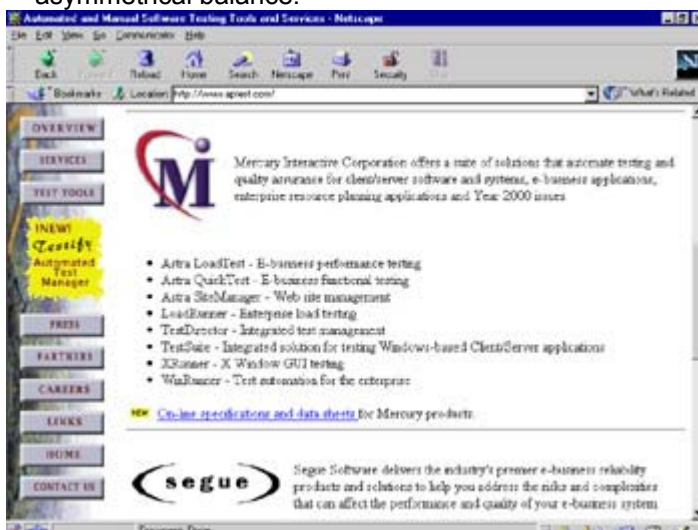 asymmetrical balance.
Automated and Manual Software Testing Tools and Services - Netscape
File Edit View Go Communicator Help
Back Reload Home Search Netscape Print Security
Bookmarks Location: What's Related
OVERVIEW
SERVICES
TEST TOOLS
NEW!
Testify
Automated
Test
Manager
PRESS
PARTNERS
CAREERS
LINKS
HOME
CONTACT US
M
Mercury Interactive Corporation offers a suite of solutions that automate testing and
quality assurance for client/server software and systems, e-business applications,
enterprise resource planning applications and Year 2000 issues
• Astra LoadTest - E-business performance testing
• Astra QuickTest - E-business functional testing
• Astra SiteManager - Web site management
• LoadRunner - Enterprise load testing
• TestDirector - Integrated test management
• TestSuite - Integrated solution for testing Windows-based Client/Server applications
• XRunner - X Window GUI testing
• WinRunner - Test automation for the enterprise
NEW On-line specifications and data sheets for Mercury products.
segue
Segue Software delivers the industry's premier e-business reliability
products and solutions to help you address the risks and complexities
that can affect the performance and quality of your e-business system